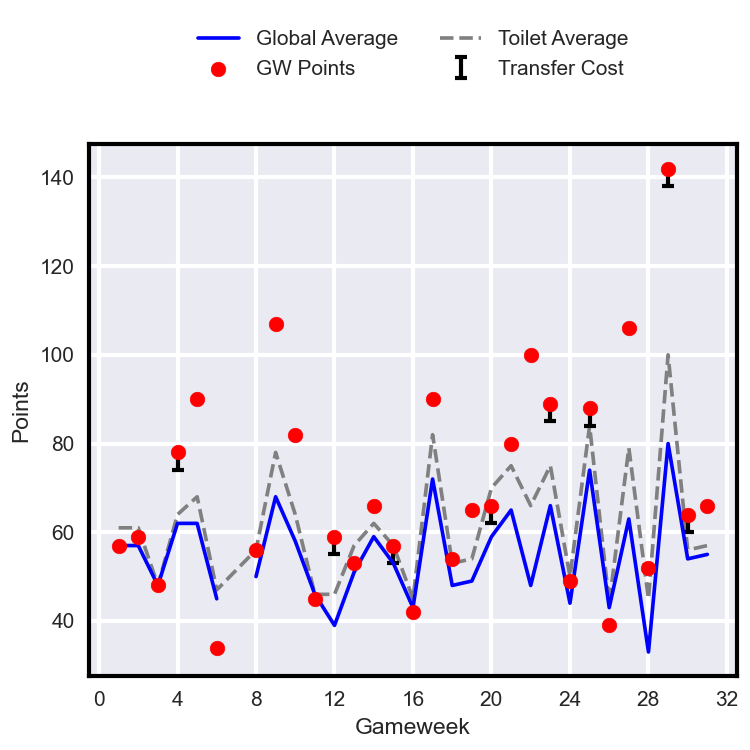 Global Average
Toilet Average
GW Points
Transfer Cost
140
120
100
80
60
40
Points
0 4 8 12 16 20 24 28 32
Gameweek